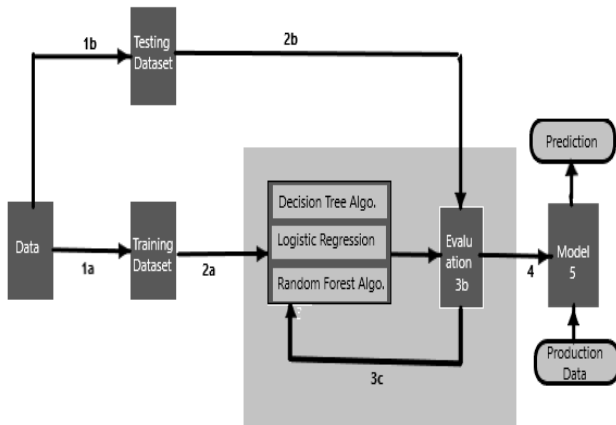 1b
Testing
Dataset
2b
Prediction
Data
1a
Training
Dataset
2a
Decision Tree Algo.
Logistic Regression
Random Forest Algo.
Evalu
ation
3b
4
Model
5
3c
Production
Data